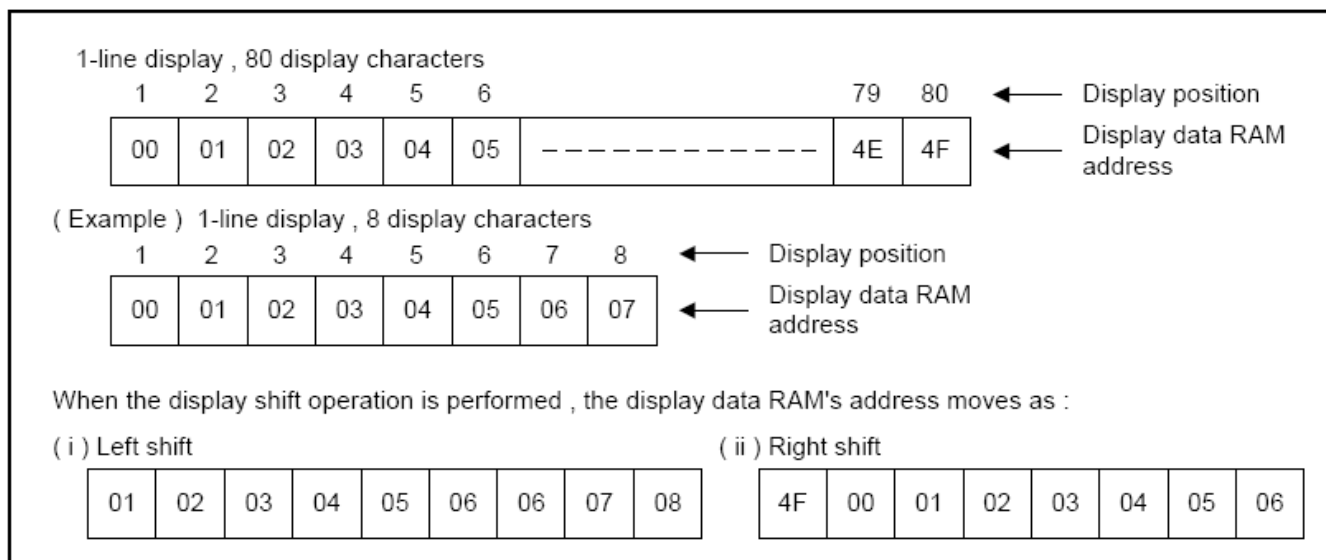 1-line display , 80 display characters
1 2 3 4 5 6 79 80 Display position
00 01 02 03 04 05 4E 4F Display data RAM
address
( Example ) 1-line display , 8 display characters
1 2 3 4 5 6 7 8 Display position
00 01 02 03 04 05 06 07 Display data RAM
address
When the display shift operation is performed , the display data RAM's address moves as :
( i ) Left shift ( ii ) Right shift
01 02 03 04 05 06 06 07 08 4F 00 01 02 03 04 05 06